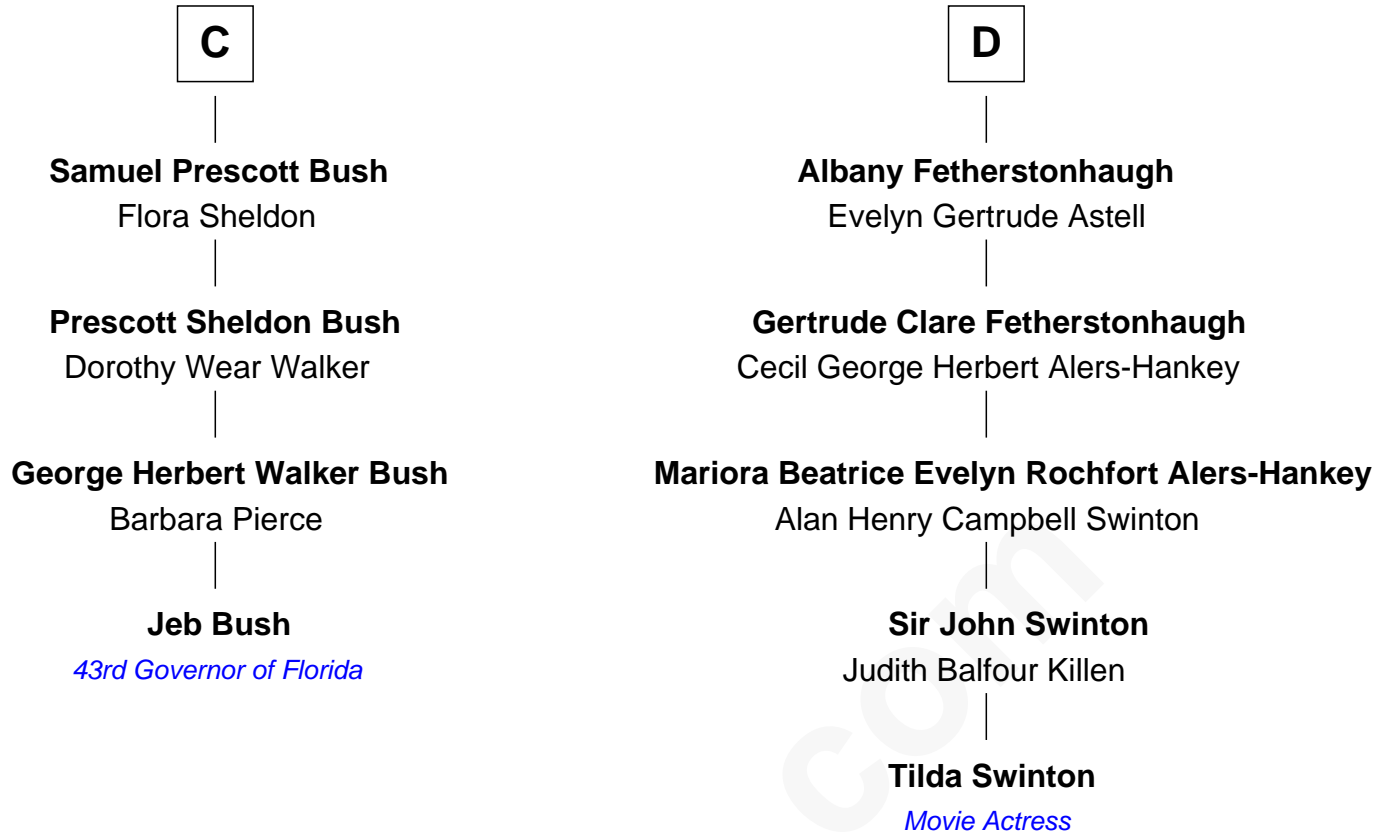 C
Samuel Prescott Bush
Flora Sheldon
Prescott Sheldon Bush
Dorothy Wear Walker
George Herbert Walker Bush
Barbara Pierce
Jeb Bush
43rd Governor of Florida
D
Albany Fetherstonhaugh
Evelyn Gertrude Astell
Gertrude Clare Fetherstonhaugh
Cecil George Herbert Alers-Hankey
Mariora Beatrice Evelyn Rochfort Alers-Hankey
Alan Henry Campbell Swinton
Sir John Swinton
Judith Balfour Killen
Tilda Swinton
Movie Actress
com